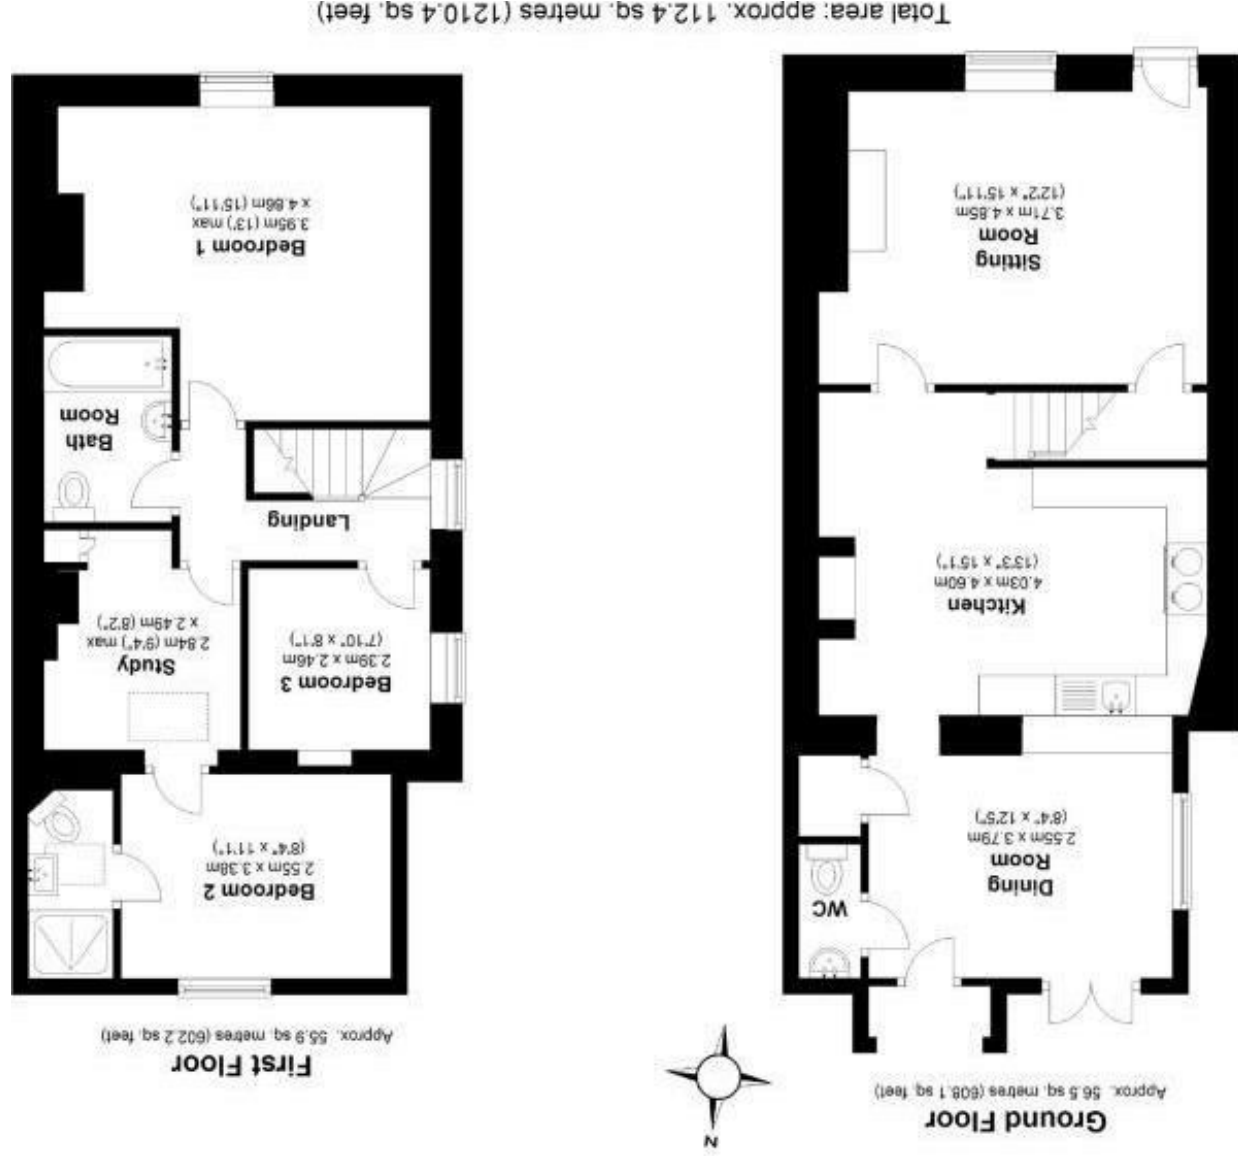 Ground Floor
Approx. 56.5 sq. metres (608.1 sq. feet)
N
WC
Dining
Room
2.55m x 3.79m
(8'4" x 12'5")
Kitchen
4.03m x 4.60m
(13'3" x 15'1")
Sitting
Room
3.71m x 4.85m
(12'2" x 15'11")
First Floor
Approx. 55.9 sq. metres (602.2 sq. feet)
Bedroom 2
2.55m x 3.38m
(8'4" x 11'1")
Bedroom 3
2.39m x 2.46m
(7'10" x 8'1")
Study
2.84m (9'4") max
x 2.49m (8'2")
Landing
Bath
Room
Bedroom 1
3.95m (13') max
x 4.86m (15'11")
Total area: approx. 112.4 sq. metres (1210.4 sq. feet)